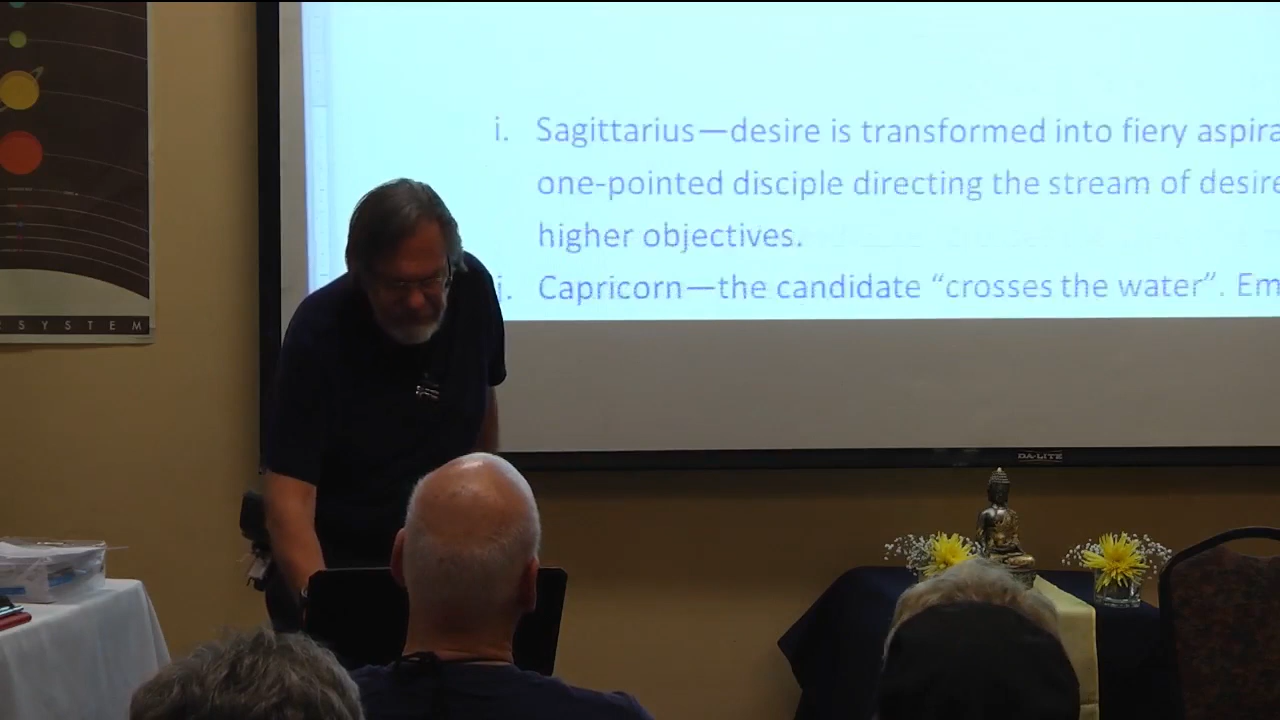 i. Sagittarius—desire is transformed into fiery aspira
one-pointed disciple directing the stream of desire
higher objectives.
i. Capricorn—the candidate “crosses the water”. Em
SYSTEM
DA-LITE